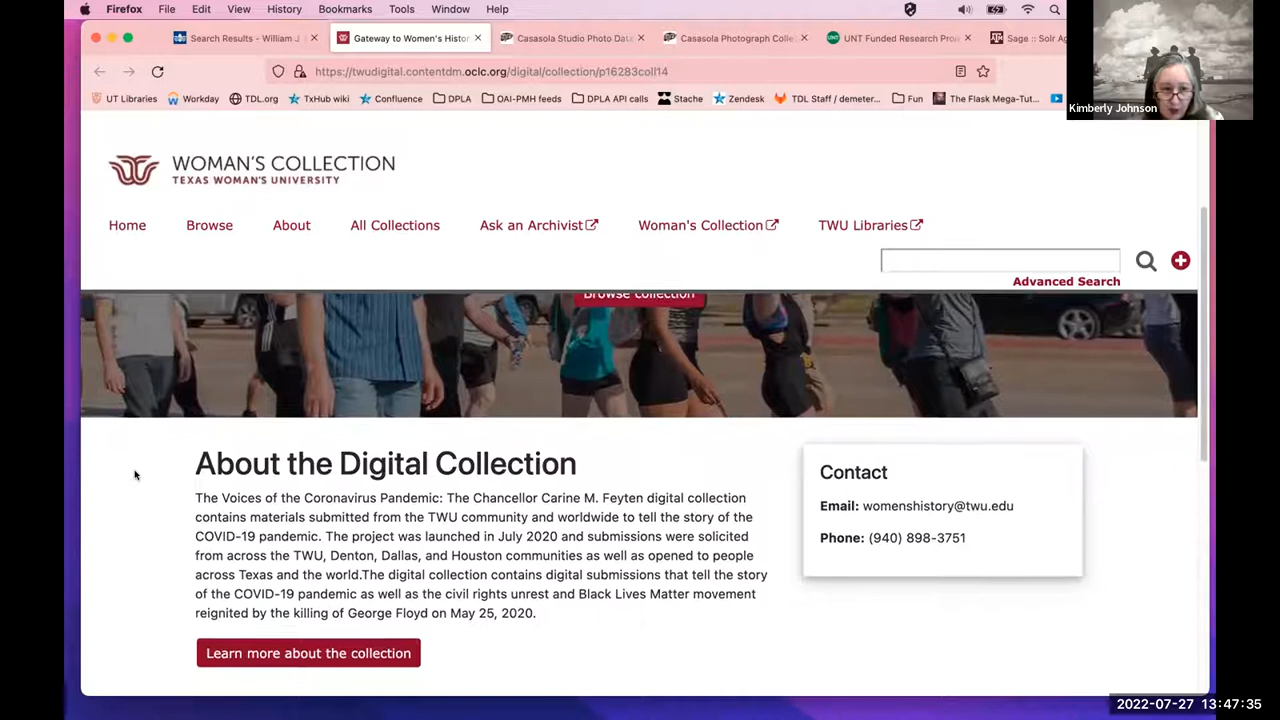 Firefox File Edit View History Bookmarks Tools Window Help
Search Results - William J
Gateway to Women's Histor
Casasola Studio Photo Data
Casasola Photograph Colle
UNT Funded Research Pro
Sage :: Solr Ag
https://twudigital.contentdm.oclc.org/digital/collection/p16283coll14
UT Libraries Workday TDL.org TxHub wiki Confluence DPLA OAI-PMH feeds DPLA API calls Stache Zendesk TDL Staff / demeter... Fun The Flask Mega-Tut...
Kimberly Johnson
WOMAN'S COLLECTION
TEXAS WOMAN'S UNIVERSITY
Home Browse About All Collections Ask an Archivist Woman's Collection TWU Libraries
Advanced Search
Browse collection
About the Digital Collection
The Voices of the Coronavirus Pandemic: The Chancellor Carine M. Feyten digital collection
contains materials submitted from the TWU community and worldwide to tell the story of the
COVID-19 pandemic. The project was launched in July 2020 and submissions were solicited
from across the TWU, Denton, Dallas, and Houston communities as well as opened to people
across Texas and the world.The digital collection contains digital submissions that tell the story
of the COVID-19 pandemic as well as the civil rights unrest and Black Lives Matter movement
reignited by the killing of George Floyd on May 25, 2020.
Learn more about the collection
Contact
Email: womenshistory@twu.edu
Phone: (940) 898-3751
2022-07-27 13:47:35